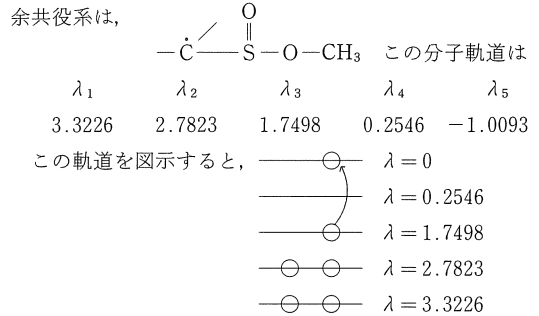 余共役系は,
O
—Ċ—S—O—CH₃ この分子軌道は
λ₁ λ₂ λ₃ λ₄ λ₅
3.3226 2.7823 1.7498 0.2546 −1.0093
この軌道を図示すると, λ=0
λ=0.2546
λ=1.7498
λ=2.7823
λ=3.3226